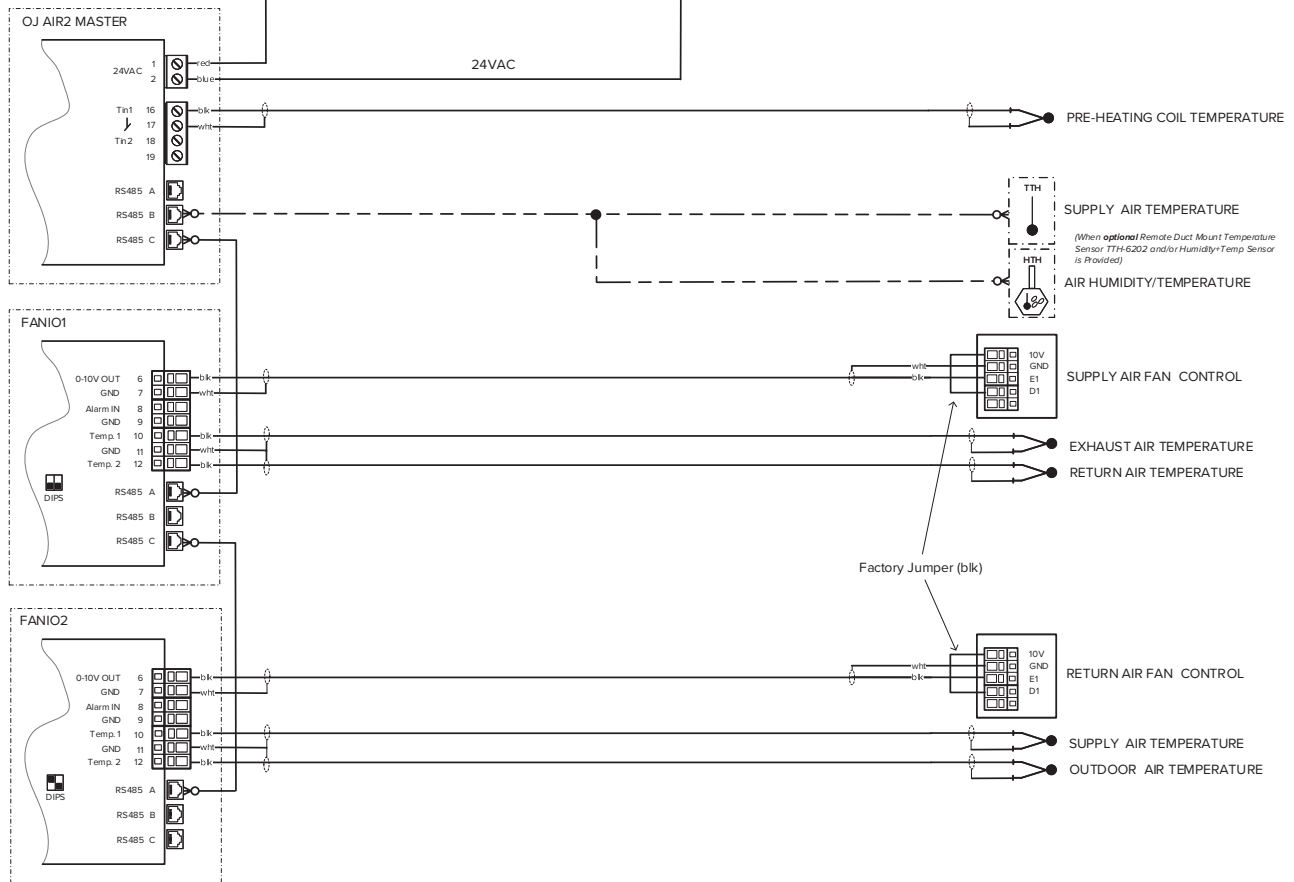 OJ AIR2 MASTER
24VAC
1
2
red
blue
24VAC
Tin1 16
17
Tin2 18
19
blk
wht
PRE-HEATING COIL TEMPERATURE
RS485 A
RS485 B
RS485 C
TTH
SUPPLY AIR TEMPERATURE
(When optional Remote Duct Mount Temperature
Sensor TTH-6202 and/or Humidity+Temp Sensor
is Provided)
HTH
AIR HUMIDITY/TEMPERATURE
FANIO1
0-10V OUT 6
GND 7
Alarm IN 8
GND 9
Temp. 1 10
GND 11
Temp. 2 12
blk
wht
blk
wht
blk
DIPS
RS485 A
RS485 B
RS485 C
wht
blk
10V
GND
E1
D1
SUPPLY AIR FAN CONTROL
EXHAUST AIR TEMPERATURE
RETURN AIR TEMPERATURE
Factory Jumper (blk)
FANIO2
0-10V OUT 6
GND 7
Alarm IN 8
GND 9
Temp. 1 10
GND 11
Temp. 2 12
blk
wht
blk
wht
blk
DIPS
RS485 A
RS485 B
RS485 C
wht
blk
10V
GND
E1
D1
RETURN AIR FAN CONTROL
SUPPLY AIR TEMPERATURE
OUTDOOR AIR TEMPERATURE